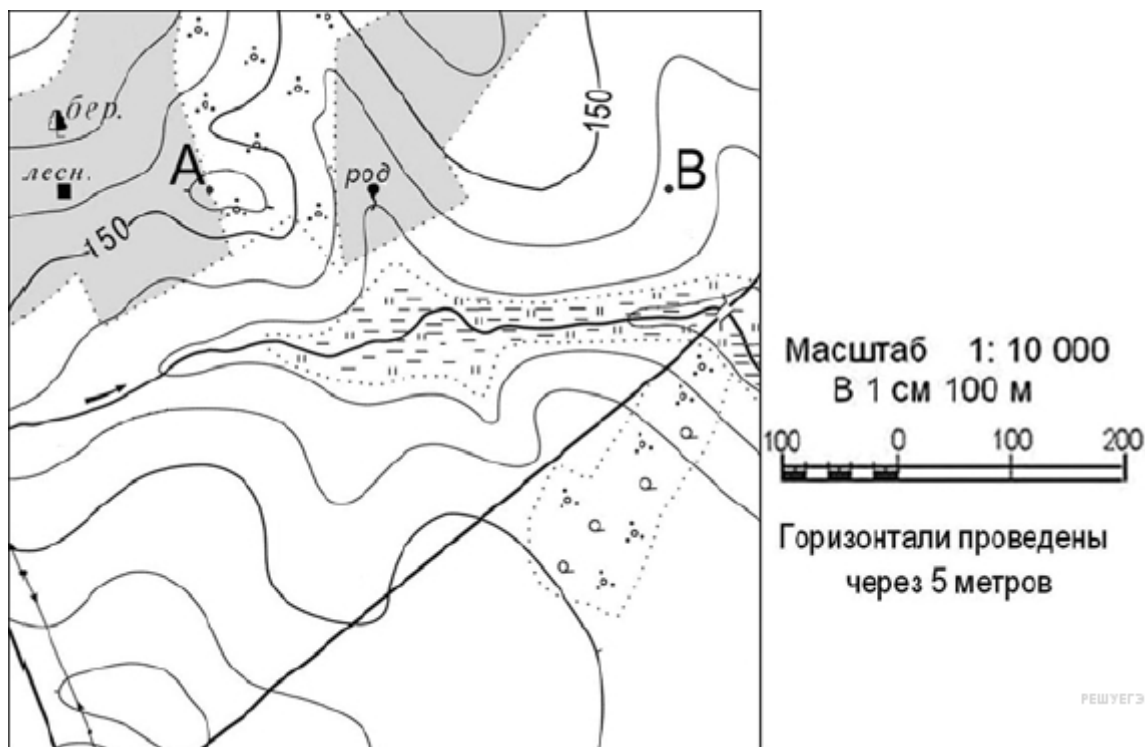 150
бер.
А
В
лесн.
род
150
Масштаб 1: 10 000
В 1 см 100 м
100 0 100 200
Горизонтали проведены
через 5 метров
РЕШУЕГЭ